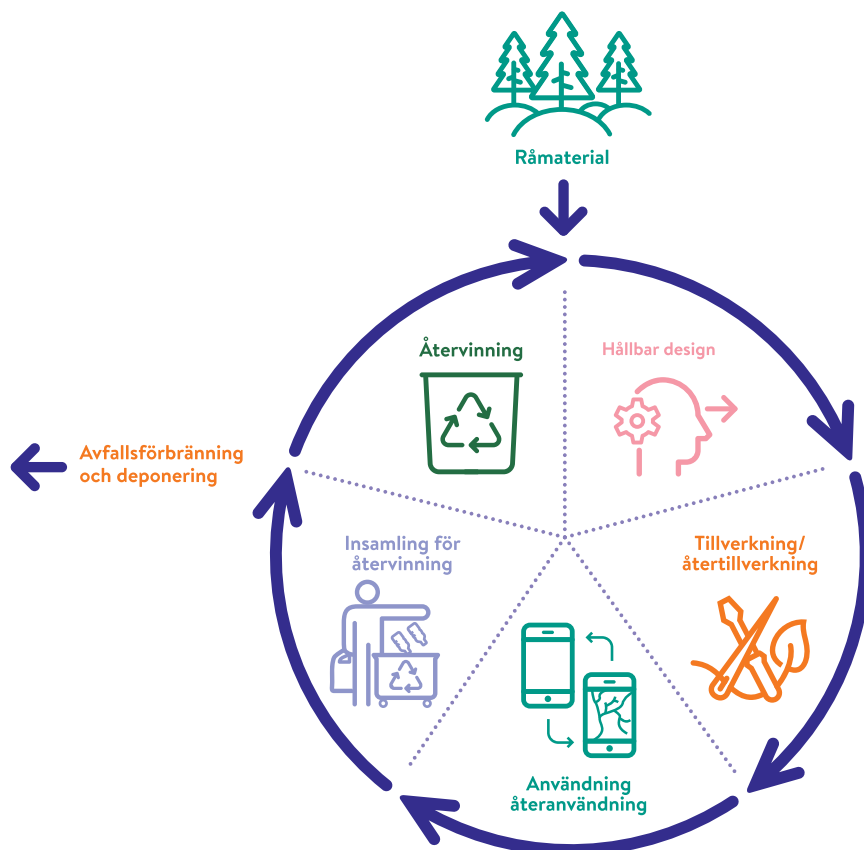 Råmaterial
Återvinning
Hållbar design
Avfallsförbränning
och deponering
Insamling för
återvinning
Tillverkning/
återtillverkning
Användning
återanvändning